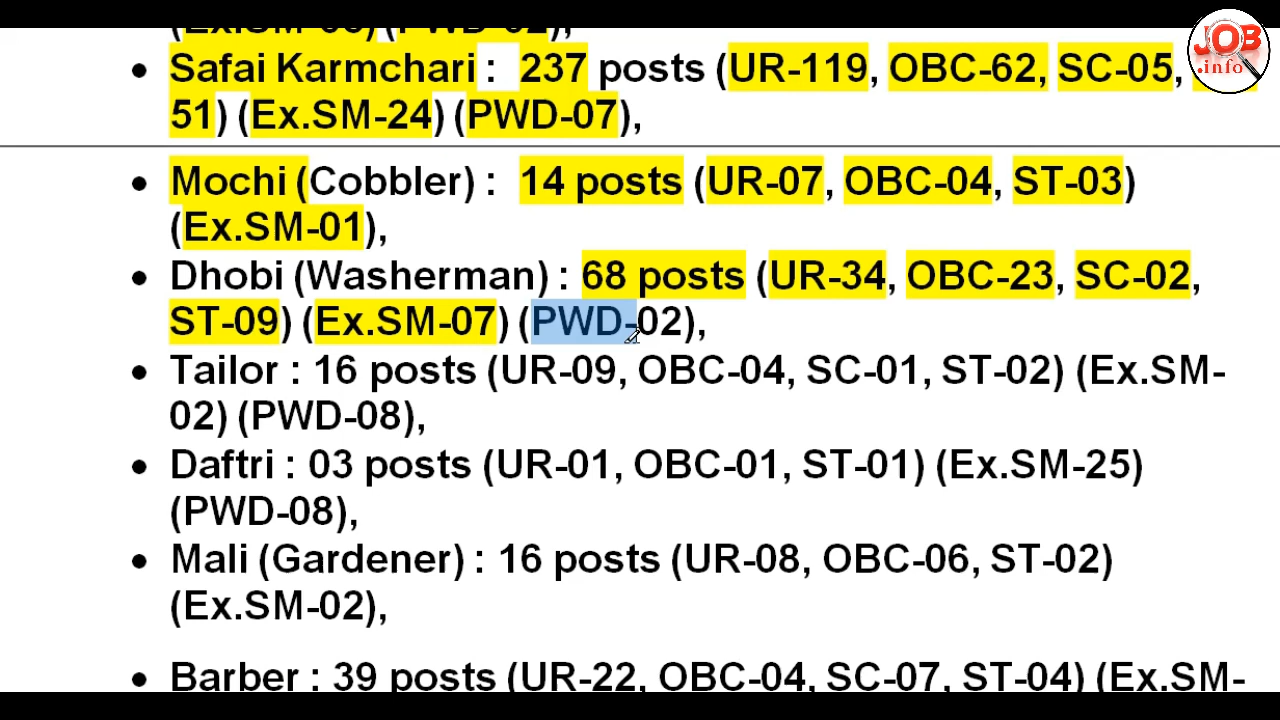 JOB
.info
Safai Karmchari : 237 posts (UR-119, OBC-62, SC-05,
51) (Ex.SM-24) (PWD-07),
Mochi (Cobbler) : 14 posts (UR-07, OBC-04, ST-03)
(Ex.SM-01),
Dhobi (Washerman) : 68 posts (UR-34, OBC-23, SC-02,
ST-09) (Ex.SM-07) (PWD-02),
Tailor : 16 posts (UR-09, OBC-04, SC-01, ST-02) (Ex.SM-
02) (PWD-08),
Daftri : 03 posts (UR-01, OBC-01, ST-01) (Ex.SM-25)
(PWD-08),
Mali (Gardener) : 16 posts (UR-08, OBC-06, ST-02)
(Ex.SM-02),
Barber : 39 posts (UR-22, OBC-04, SC-07, ST-04) (Ex.SM-